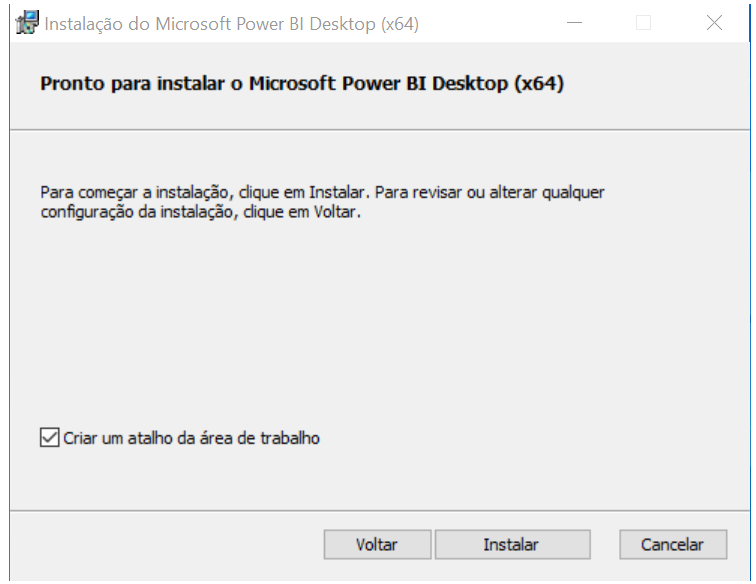 Instalação do Microsoft Power BI Desktop (x64)
Pronto para instalar o Microsoft Power BI Desktop (x64)
Para começar a instalação, clique em Instalar. Para revisar ou alterar qualquer
configuração da instalação, clique em Voltar.
Criar um atalho da área de trabalho
Voltar Instalar Cancelar